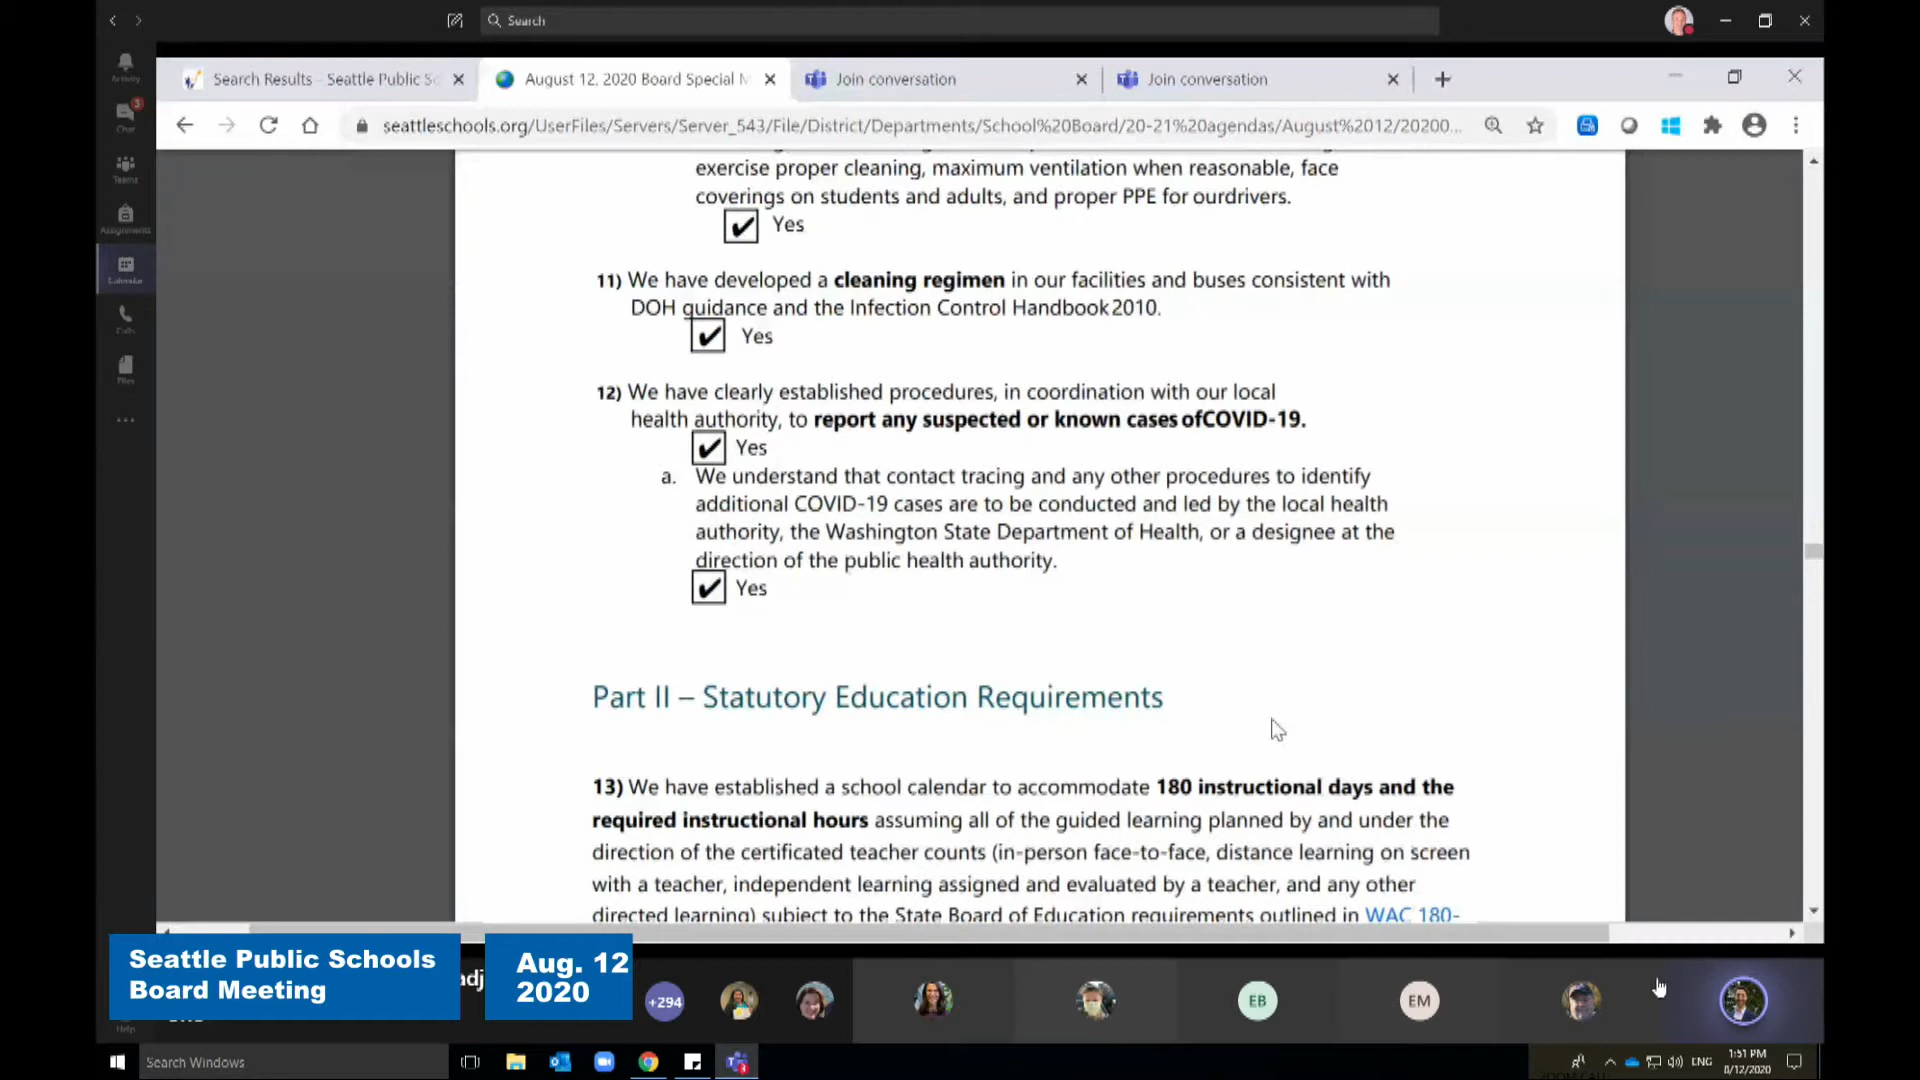 Search
Search Results - Seattle Public Sc
August 12, 2020 Board Special M
Join conversation
Join conversation
seattleschools.org/UserFiles/Servers/Server_543/File/District/Departments/School%20Board/20-21%20agendas/August%2012/20200...
Activity
3
Chat
Teams
Assignments
Calendar
Calls
Files
exercise proper cleaning, maximum ventilation when reasonable, face
coverings on students and adults, and proper PPE for ourdrivers.
✔ Yes
11) We have developed a cleaning regimen in our facilities and buses consistent with
DOH guidance and the Infection Control Handbook 2010.
✔ Yes
12) We have clearly established procedures, in coordination with our local
health authority, to report any suspected or known cases ofCOVID-19.
✔ Yes
a. We understand that contact tracing and any other procedures to identify
additional COVID-19 cases are to be conducted and led by the local health
authority, the Washington State Department of Health, or a designee at the
direction of the public health authority.
✔ Yes
Part II – Statutory Education Requirements
13) We have established a school calendar to accommodate 180 instructional days and the
required instructional hours assuming all of the guided learning planned by and under the
direction of the certificated teacher counts (in-person face-to-face, distance learning on screen
with a teacher, independent learning assigned and evaluated by a teacher, and any other
directed learning) subject to the State Board of Education requirements outlined in WAC 180-
Seattle Public Schools
Board Meeting
adj
Aug. 12
2020
+294
EB
EM
Help
Search Windows
ENG
1:51 PM
8/12/2020